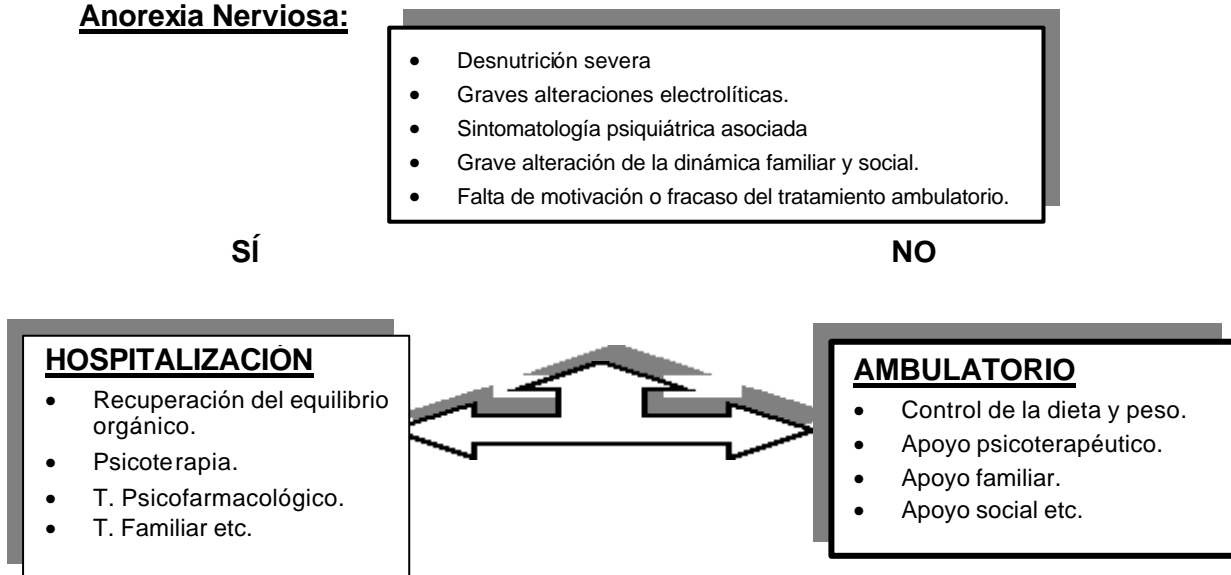 Anorexia Nerviosa:
• Desnutrición severa
• Graves alteraciones electrolíticas.
• Sintomatología psiquiátrica asociada
• Grave alteración de la dinámica familiar y social.
• Falta de motivación o fracaso del tratamiento ambulatorio.
SÍ
NO
HOSPITALIZACIÓN
• Recuperación del equilibrio
orgánico.
• Psicoterapia.
• T. Psicofarmacológico.
• T. Familiar etc.
AMBULATORIO
• Control de la dieta y peso.
• Apoyo psicoterapéutico.
• Apoyo familiar.
• Apoyo social etc.